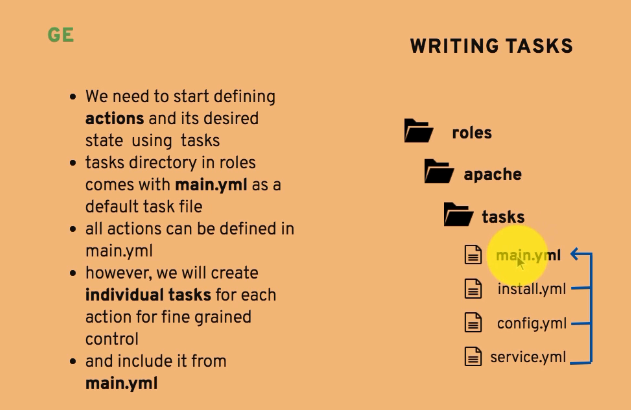 GE
WRITING TASKS
• We need to start defining
actions and its desired
state using tasks
• tasks directory in roles
comes with main.yml as a
default task file
• all actions can be defined in
main.yml
• however, we will create
individual tasks for each
action for fine grained
control
• and include it from
main.yml
roles
apache
tasks
main.yml
install.yml
config.yml
service.yml